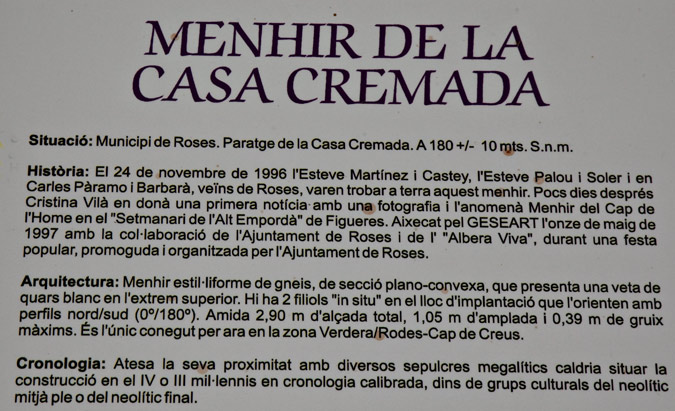 MENHIR DE LA
CASA CREMADA
Situació: Municipi de Roses. Paratge de la Casa Cremada. A 180 +/- 10 mts. S.n.m.
Història: El 24 de novembre de 1996 l'Esteve Martínez i Castey, l'Esteve Palou i Soler i en
Carles Pàramo i Barbarà, veïns de Roses, varen trobar a terra aquest menhir. Pocs dies després
Cristina Vilà en donà una primera notícia amb una fotografia i l'anomenà Menhir del Cap de
l'Home en el "Setmanari de l'Alt Empordà" de Figueres. Aixecat pel GESEART l'onze de maig de
1997 amb la col·laboració de l'Ajuntament de Roses i de l' "Albera Viva", durant una festa
popular, promoguda i organitzada per l'Ajuntament de Roses.
Arquitectura: Menhir estil·liforme de gneis, de secció plano-convexa, que presenta una veta de
quars blanc en l'extrem superior. Hi ha 2 filiols "in situ" en el lloc d'implantació que l'orienten amb
perfils nord/sud (0º/180º). Amida 2,90 m d'alçada total, 1,05 m d'amplada i 0,39 m de gruix
màxims. És l'únic conegut per ara en la zona Verdera/Rodes-Cap de Creus.
Cronologia: Atesa la seva proximitat amb diversos sepulcres megalítics caldria situar la
construcció en el IV o III mil·lennis en cronologia calibrada, dins de grups culturals del neolític
mitjà ple o del neolític final.